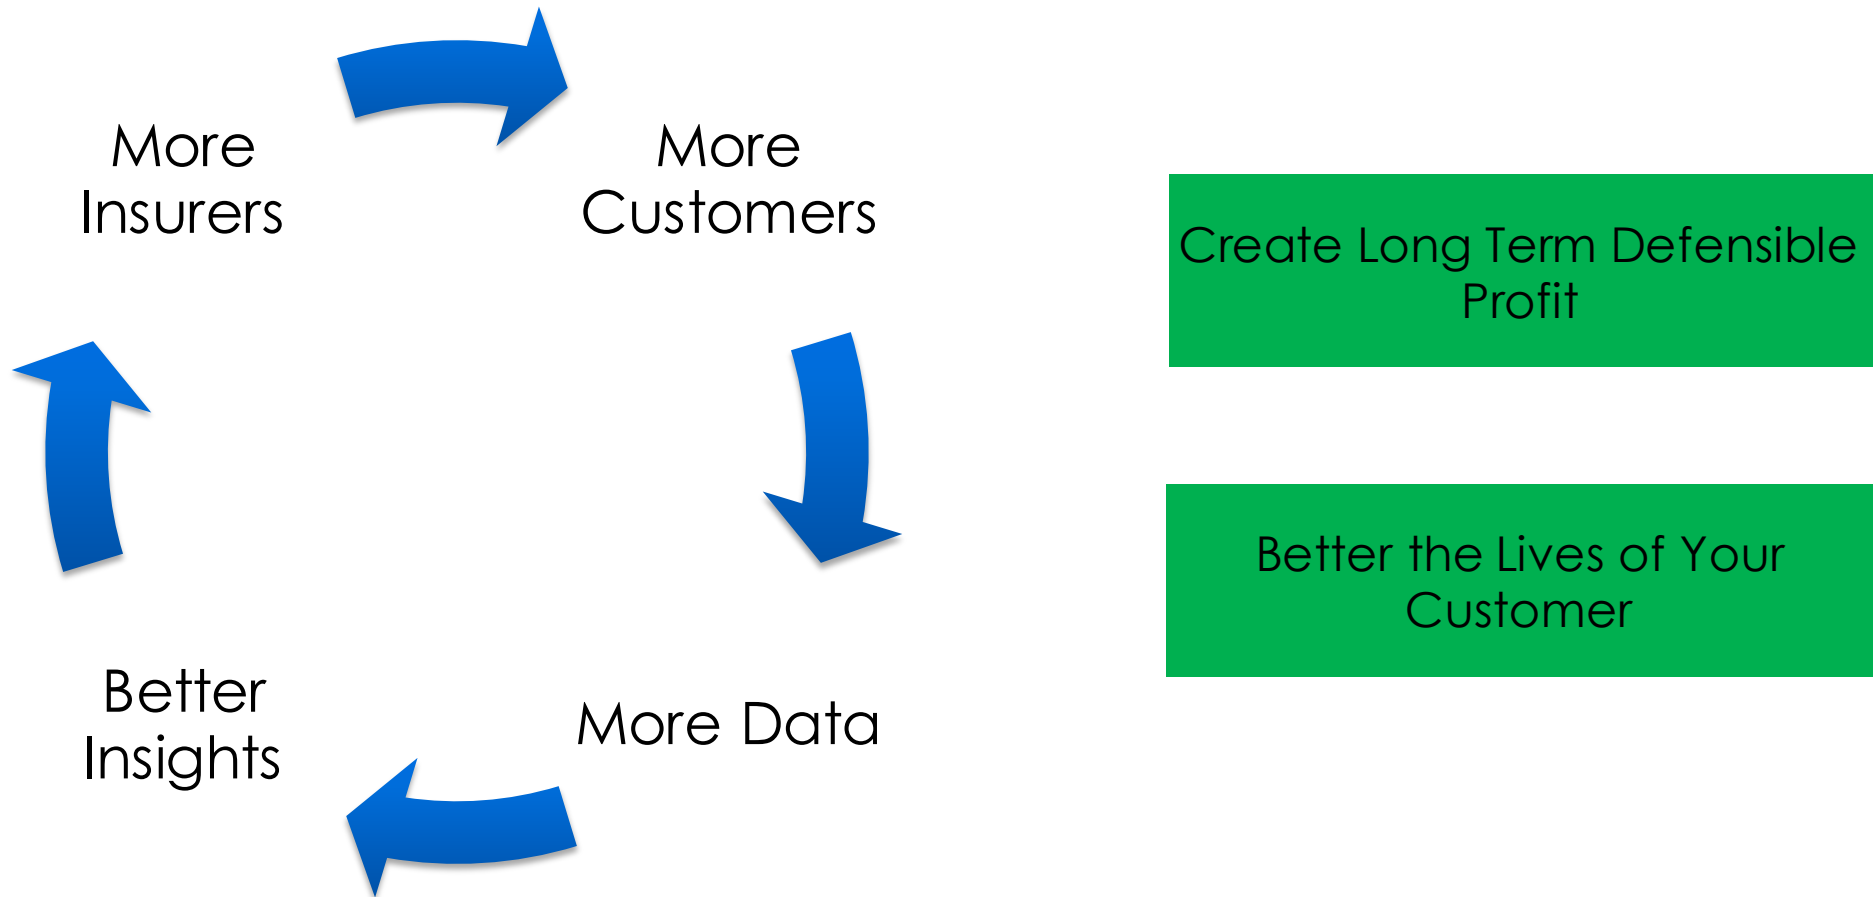 More
Insurers
More
Customers
More Data
Better
Insights
Create Long Term Defensible
Profit
Better the Lives of Your
Customer